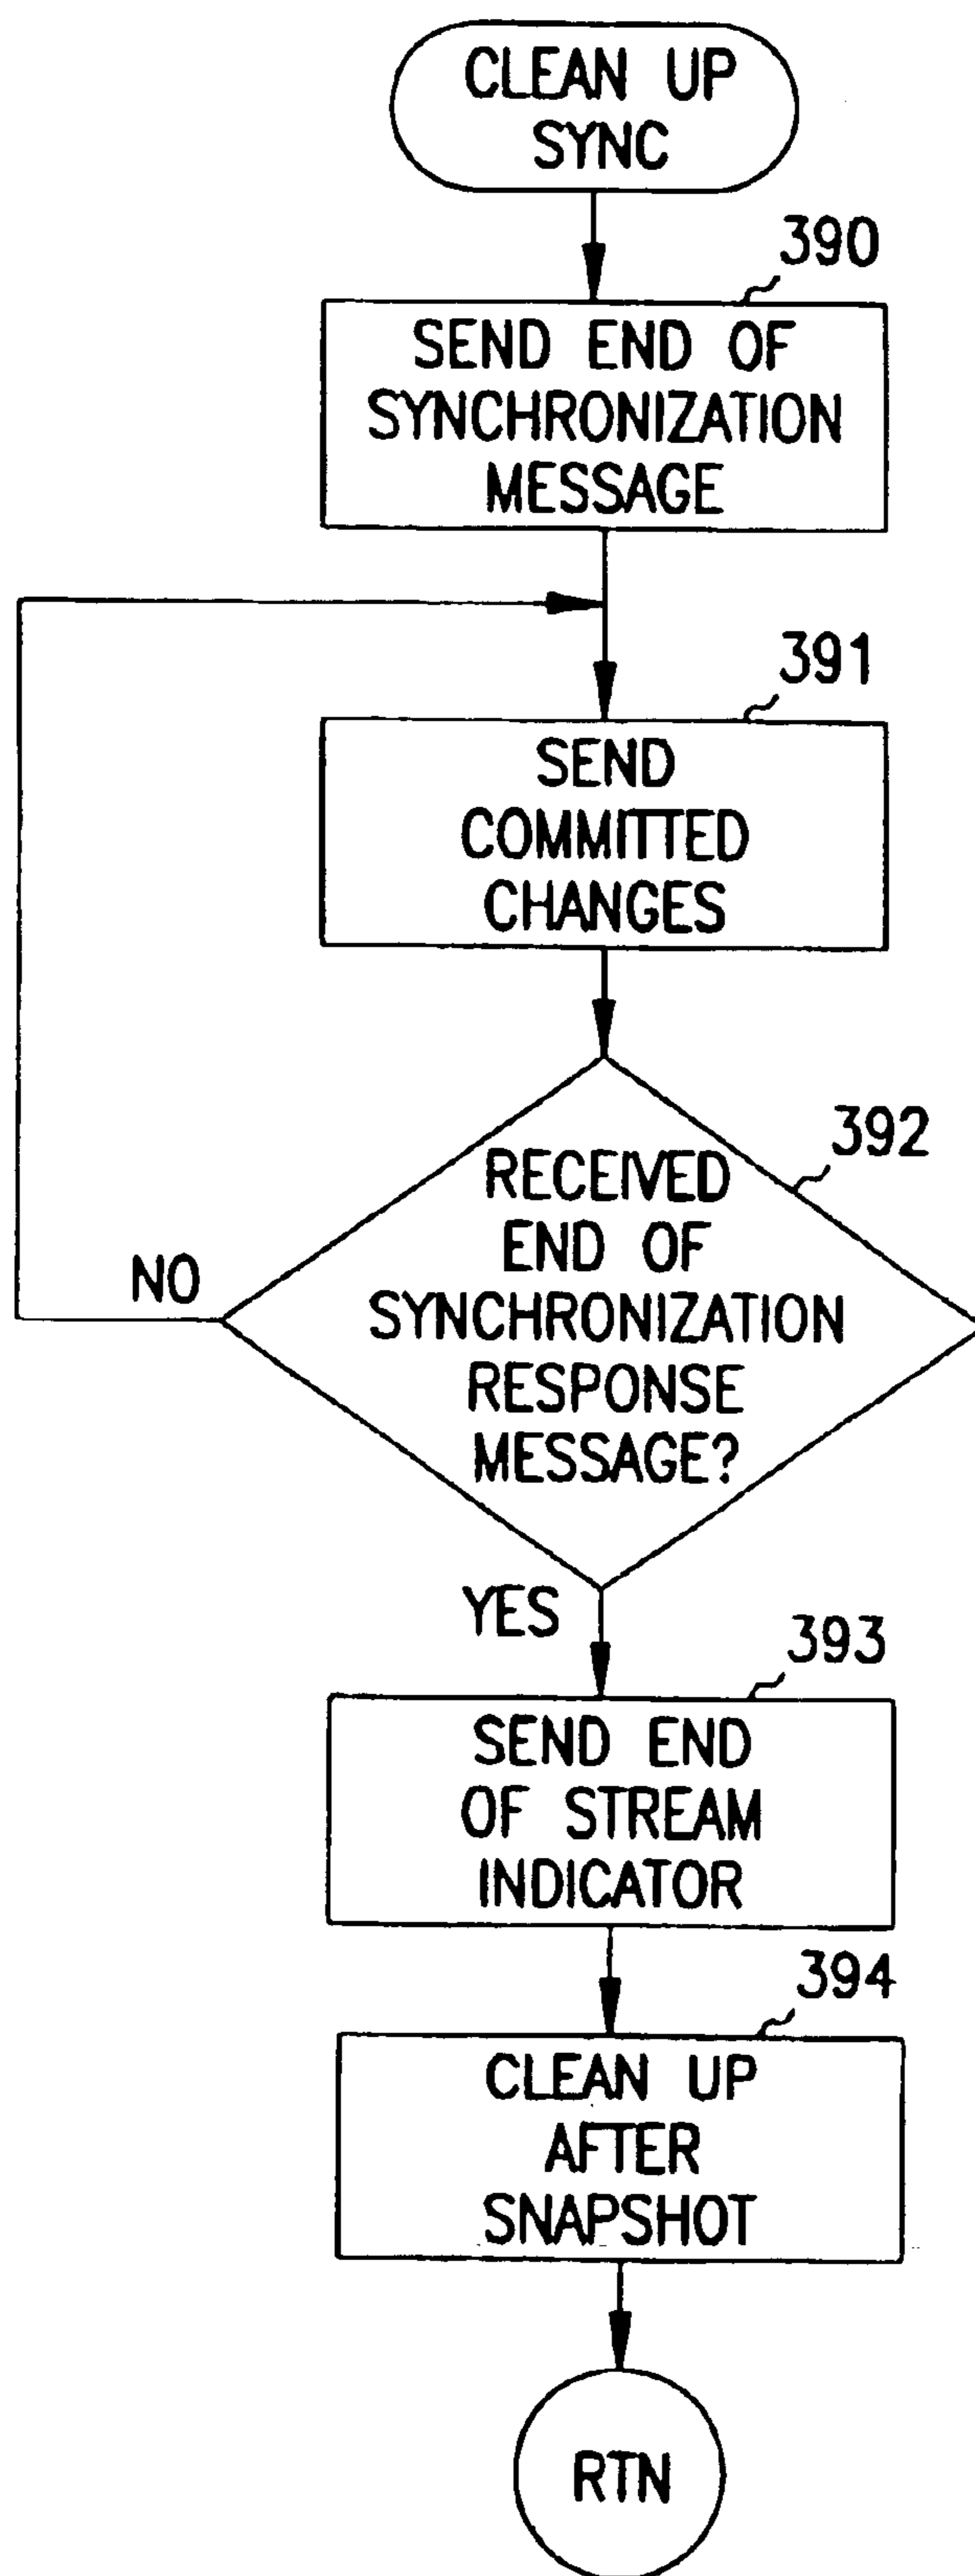 CLEAN UP
SYNC
390
SEND END OF
SYNCHRONIZATION
MESSAGE
391
SEND
COMMITTED
CHANGES
392
RECEIVED
END OF
SYNCHRONIZATION
RESPONSE
MESSAGE?
NO
YES
393
SEND END
OF STREAM
INDICATOR
394
CLEAN UP
AFTER
SNAPSHOT
RTN